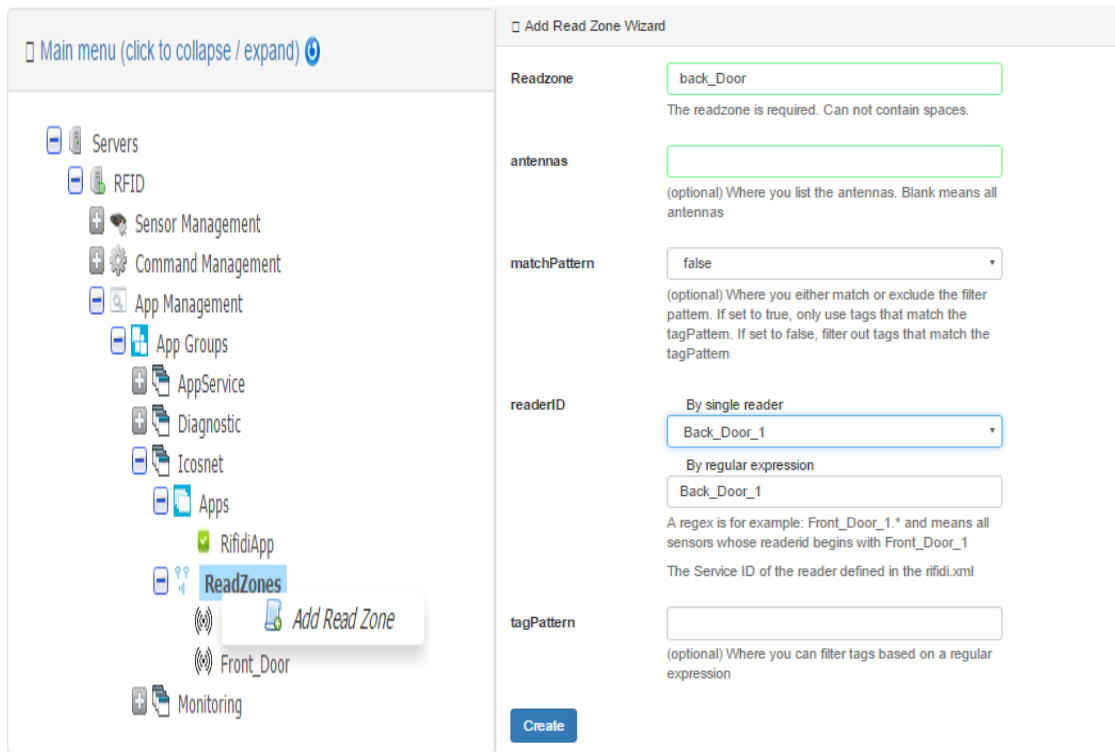 Main menu (click to collapse / expand)
Servers
RFID
Sensor Management
Command Management
App Management
App Groups
AppService
Diagnostic
Icosnet
Apps
RifidiApp
ReadZones
Add Read Zone
Front_Door
Monitoring
Add Read Zone Wizard
Readzone
back_Door
The readzone is required. Can not contain spaces.
antennas
(optional) Where you list the antennas. Blank means all
antennas
matchPattern
false
(optional) Where you either match or exclude the filter
pattern. If set to true, only use tags that match the
tagPattern. If set to false, filter out tags that match the
tagPattern
readerID
By single reader
Back_Door_1
By regular expression
Back_Door_1
A regex is for example: Front_Door_1.* and means all
sensors whose readerid begins with Front_Door_1
The Service ID of the reader defined in the rifidi.xml
tagPattern
(optional) Where you can filter tags based on a regular
expression
Create